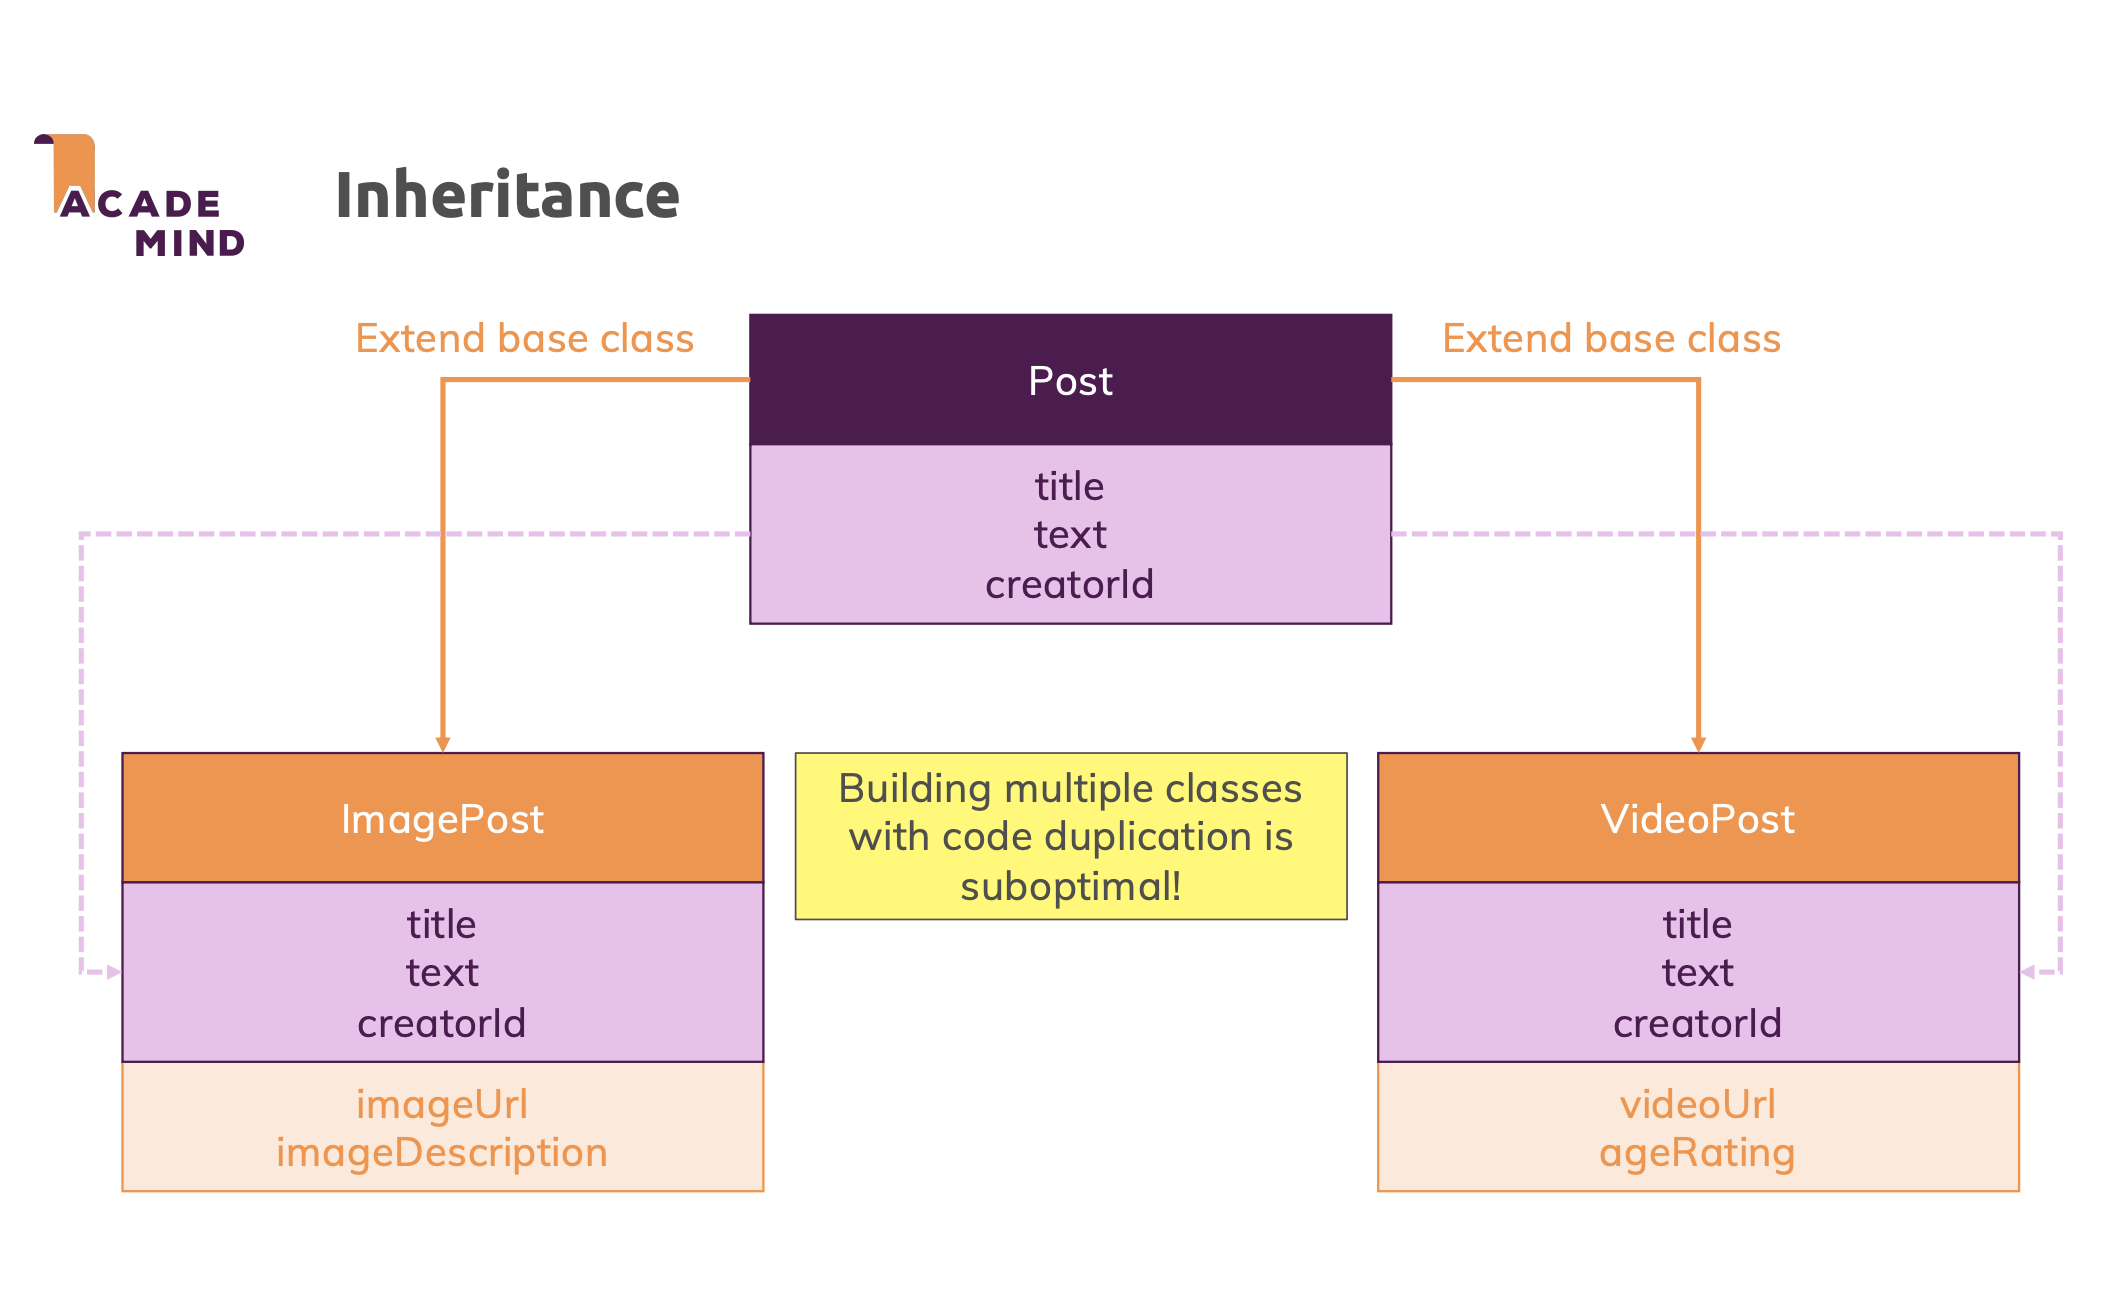 ACADE
MIND
Inheritance
Extend base class
Post
Extend base class
title
text
creatorId
ImagePost
title
text
creatorId
imageUrl
imageDescription
Building multiple classes
with code duplication is
suboptimal!
VideoPost
title
text
creatorId
videoUrl
ageRating